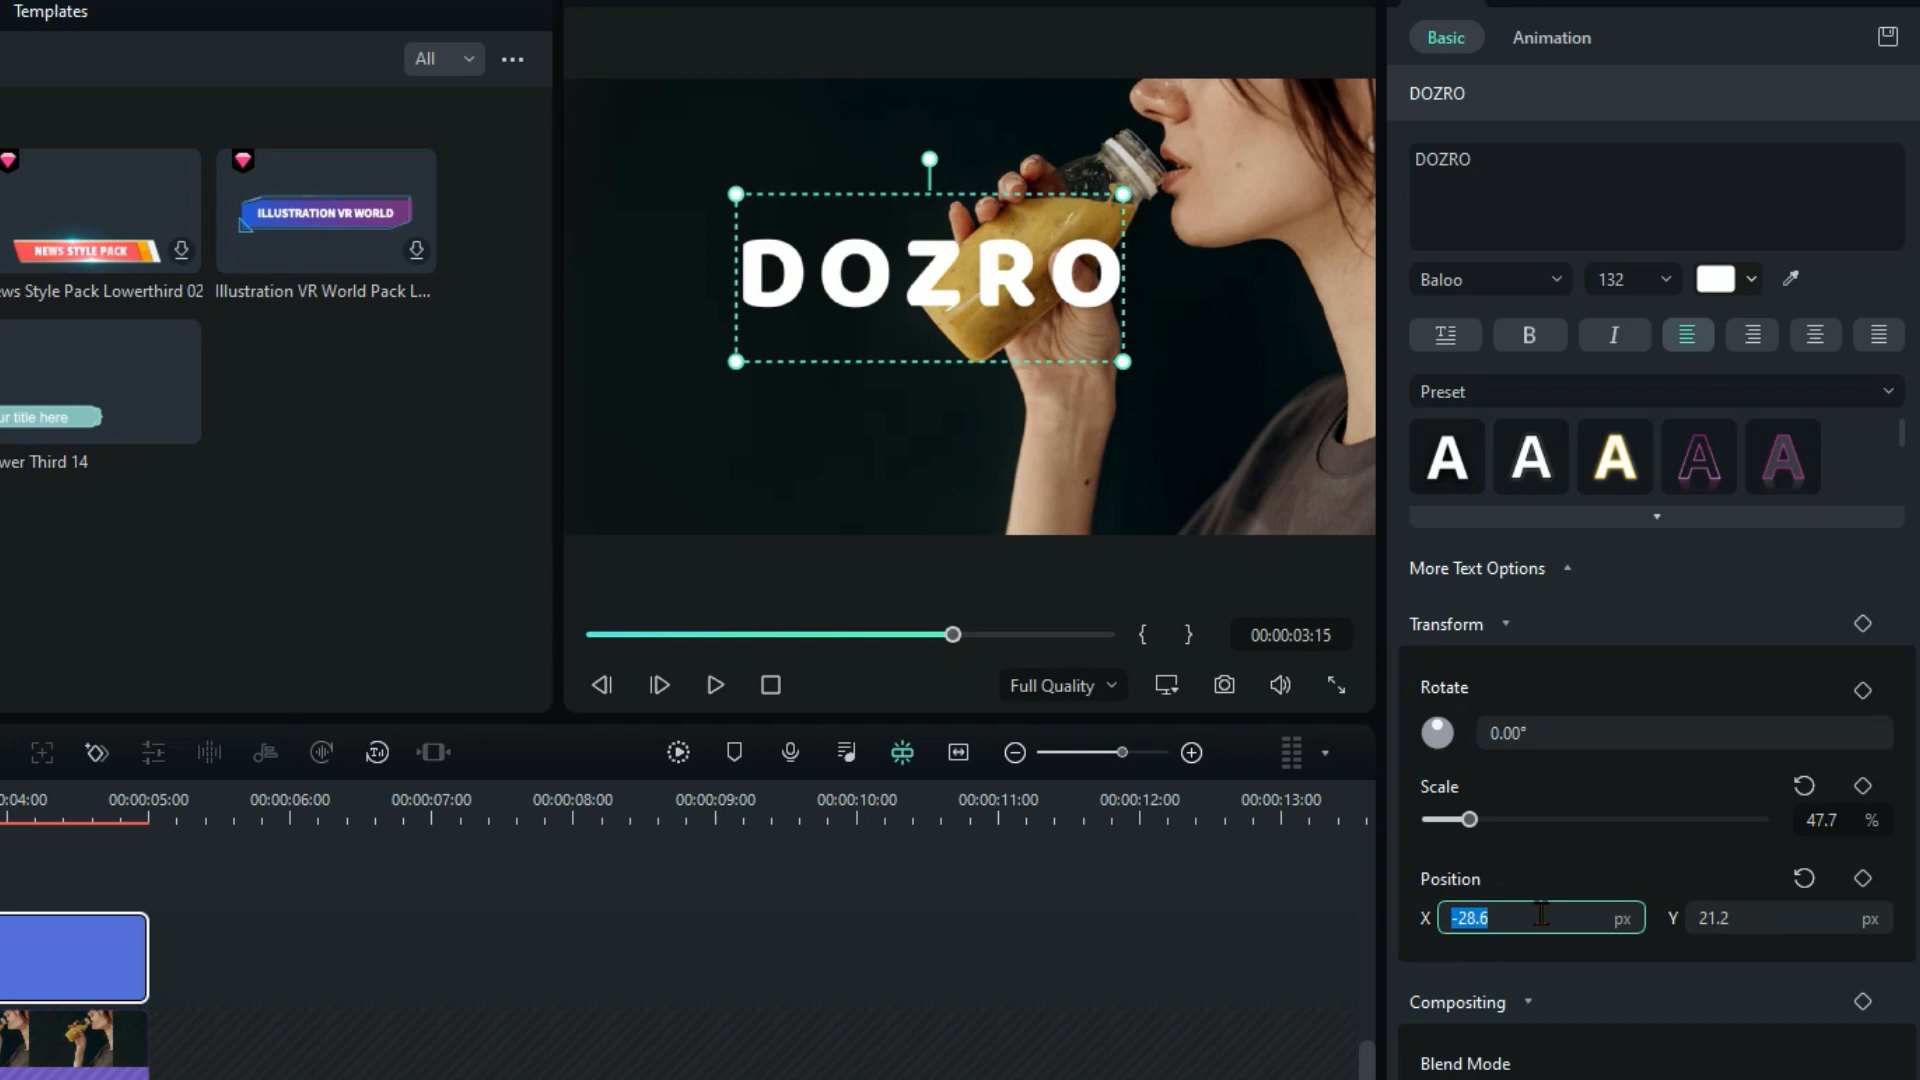 Templates
All
NEWS STYLE PACK
ILLUSTRATION VR WORLD
ws Style Pack Lowerthird 02
Illustration VR World Pack L...
ur title here
wer Third 14
DOZRO
{ } 00:00:03:15
Full Quality
0:04:00 00:00:05:00 00:00:06:00 00:00:07:00 00:00:08:00 00:00:09:00 00:00:10:00 00:00:11:00 00:00:12:00 00:00:13:00
Basic Animation
DOZRO
DOZRO
Baloo 132
B I
Preset
A A A A A
More Text Options
Transform
Rotate
0.00°
Scale
47.7 %
Position
X -28.6 px Y 21.2 px
Compositing
Blend Mode